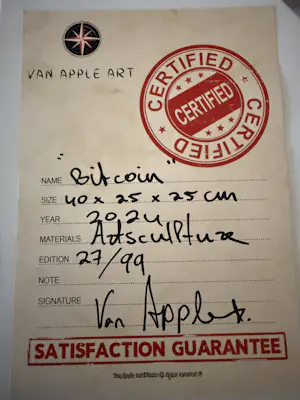 VAN APPLE ART
CERTIFIED
CERTIFIED
CERTIFIED
NAME "Bitcoin"
SIZE 40 x 25 x 25 cm
YEAR 2024
MATERIALS Artsculpture
EDITION 27/99
NOTE
SIGNATURE Van Apple.
SATISFACTION GUARANTEE